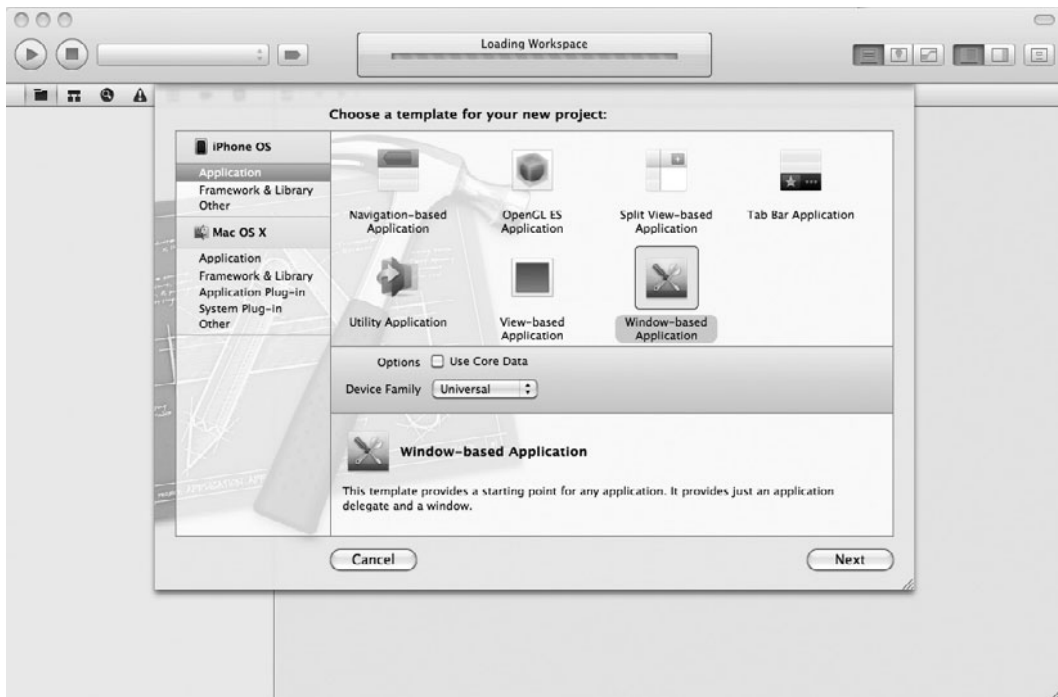 Loading Workspace
Choose a template for your new project:
iPhone OS
Application
Framework & Library
Other
Mac OS X
Application
Framework & Library
Application Plug-in
System Plug-in
Other
Navigation-based
Application
OpenGL ES
Application
Split View-based
Application
Tab Bar Application
Utility Application
View-based
Application
Window-based
Application
Options Use Core Data
Device Family Universal
Window-based Application
This template provides a starting point for any application. It provides just an application
delegate and a window.
Cancel
Next